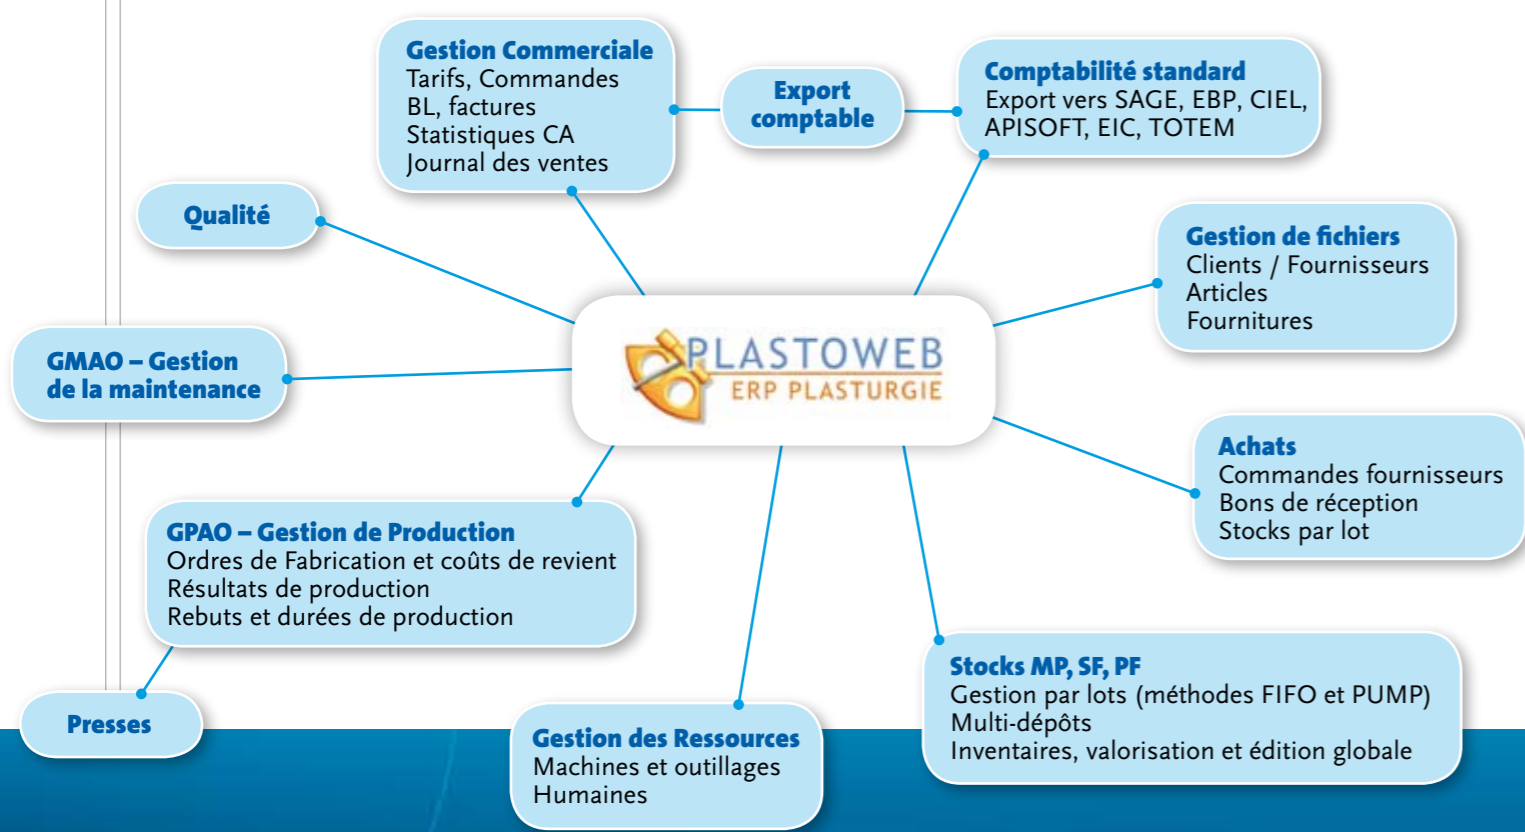 Gestion Commerciale
Tarifs, Commandes
BL, factures
Statistiques CA
Journal des ventes
Export
comptable
Comptabilité standard
Export vers SAGE, EBP, CIEL,
APISOFT, EIC, TOTEM
Qualité
Gestion de fichiers
Clients / Fournisseurs
Articles
Fournitures
PLASTOWEB
ERP PLASTURGIE
GMAO – Gestion
de la maintenance
Achats
Commandes fournisseurs
Bons de réception
Stocks par lot
GPAO – Gestion de Production
Ordres de Fabrication et coûts de revient
Résultats de production
Rebuts et durées de production
Stocks MP, SF, PF
Gestion par lots (méthodes FIFO et PUMP)
Multi-dépôts
Inventaires, valorisation et édition globale
Presses
Gestion des Ressources
Machines et outillages
Humaines